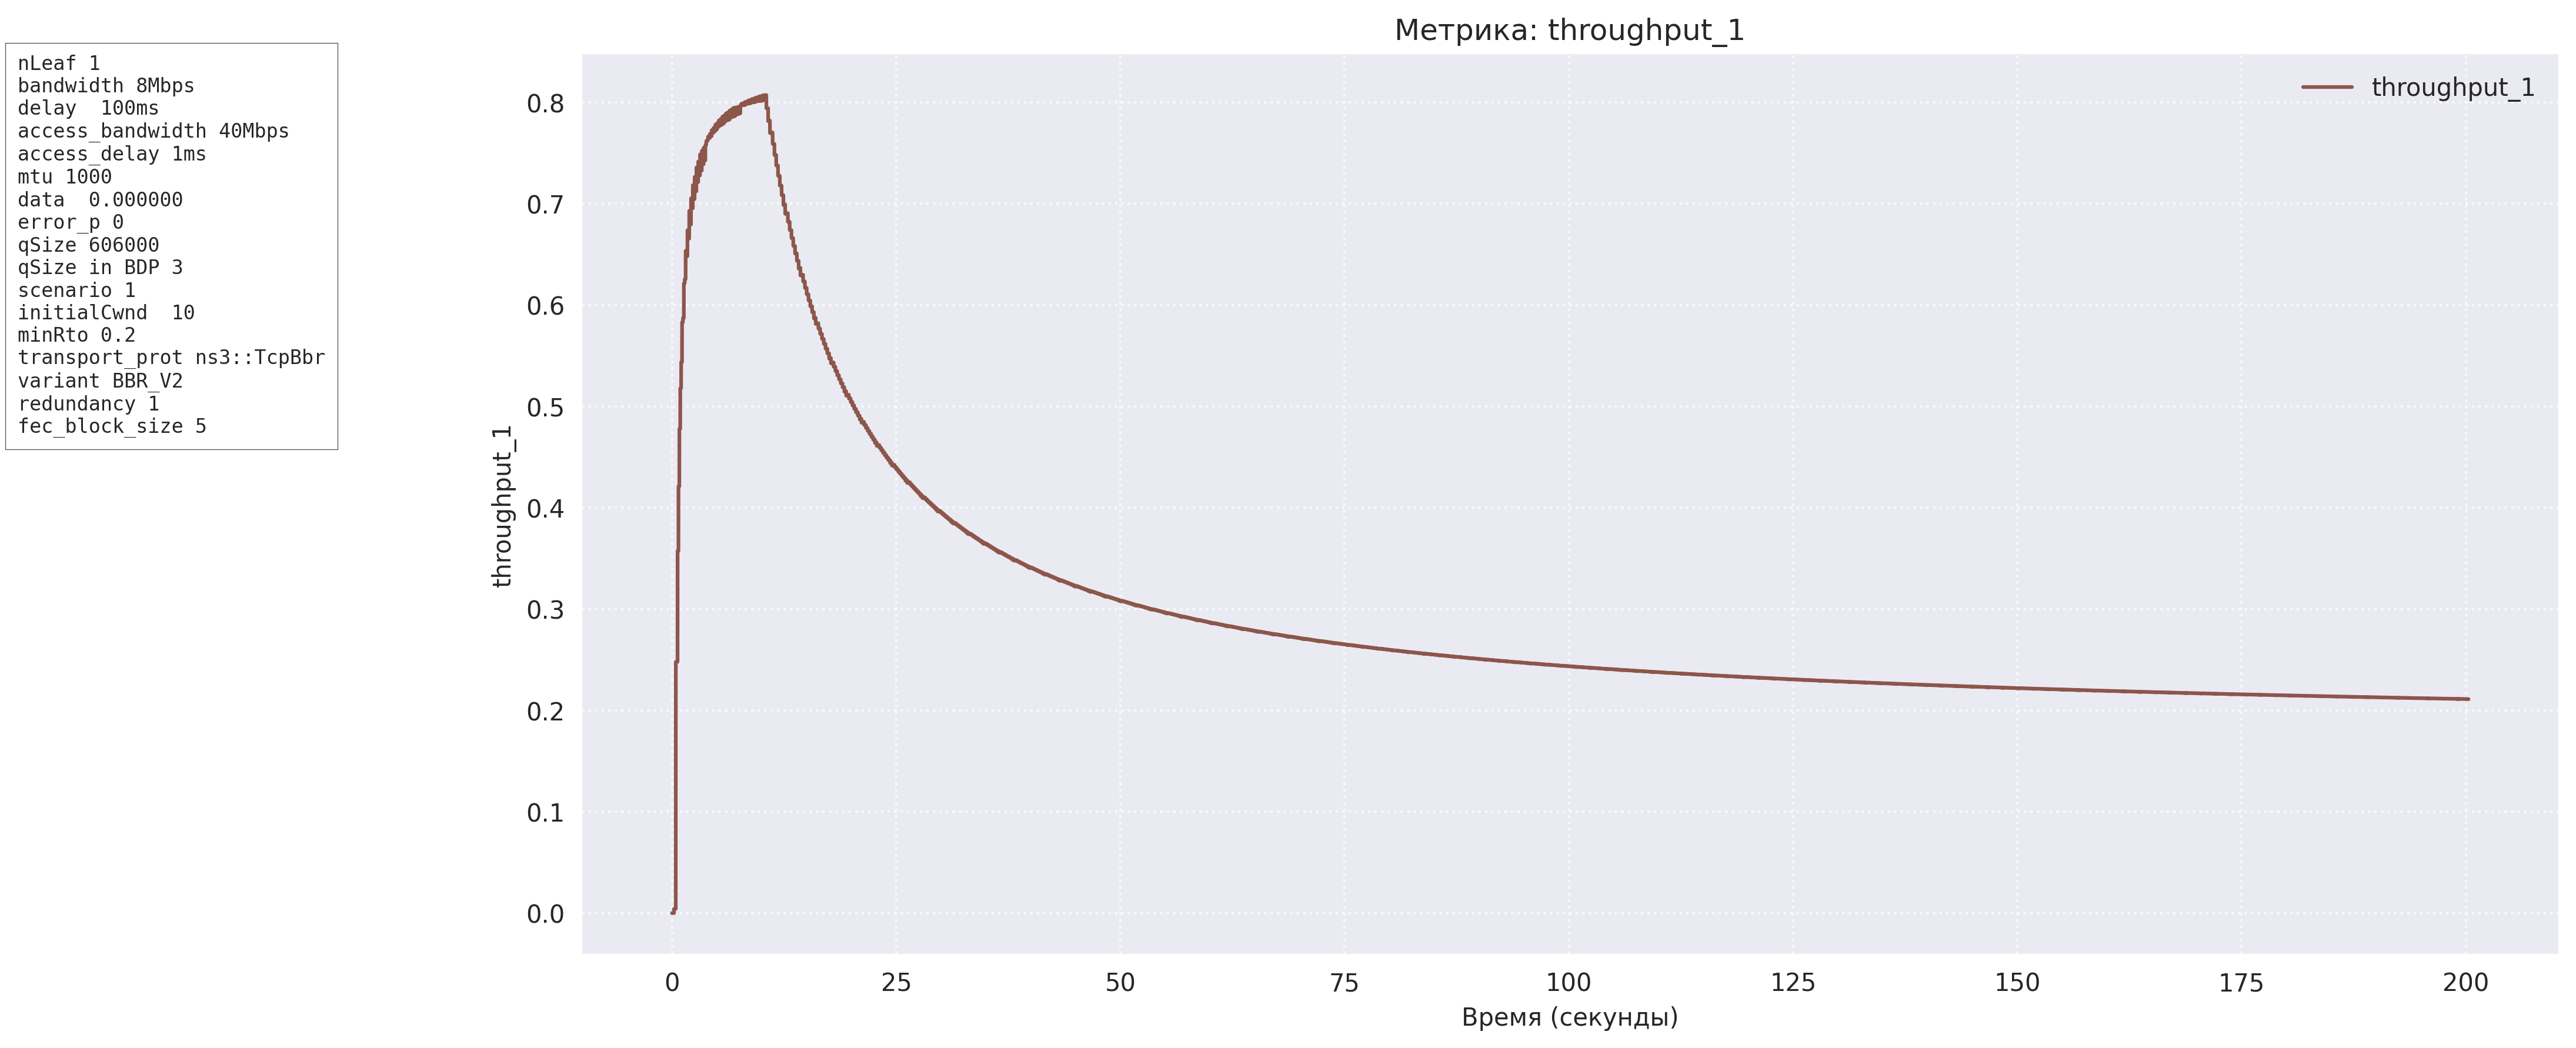 Метрика: throughput_1
nLeaf 1
bandwidth 8Mbps
delay  100ms
access_bandwidth 40Mbps
access_delay 1ms
mtu 1000
data  0.000000
error_p 0
qSize 606000
qSize in BDP 3
scenario 1
initialCwnd  10
minRto 0.2
transport_prot ns3::TcpBbr
variant BBR_V2
redundancy 1
fec_block_size 5
throughput_1
throughput_1
0.8
0.7
0.6
0.5
0.4
0.3
0.2
0.1
0.0
0 25 50 75 100 125 150 175 200
Время (секунды)